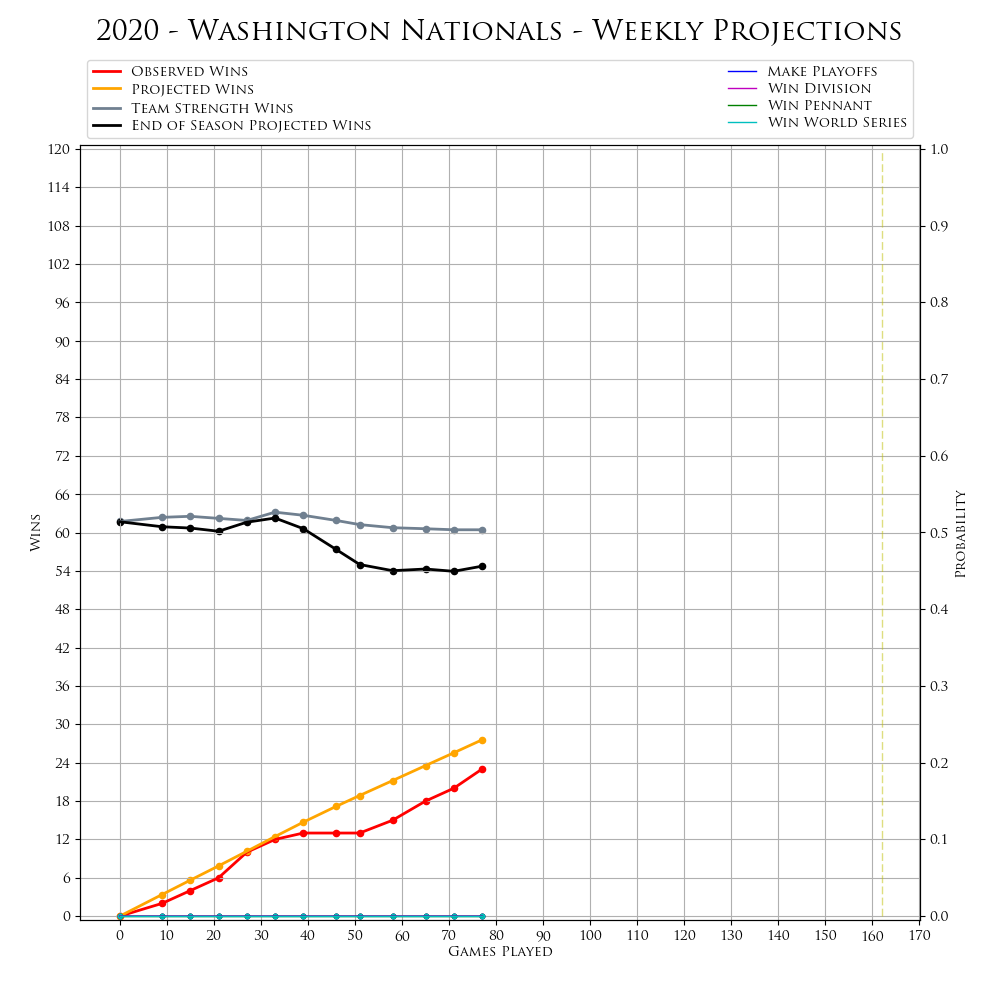 2020 - Washington Nationals - Weekly Projections
Observed Wins
Projected Wins
Team Strength Wins
End of Season Projected Wins
Make Playoffs
Win Division
Win Pennant
Win World Series
120
114
108
102
96
90
84
78
72
66
60
54
48
42
36
30
24
18
12
6
0
Wins
1.0
0.9
0.8
0.7
0.6
0.5
0.4
0.3
0.2
0.1
0.0
Probability
0 10 20 30 40 50 60 70 80 90 100 110 120 130 140 150 160 170
Games Played